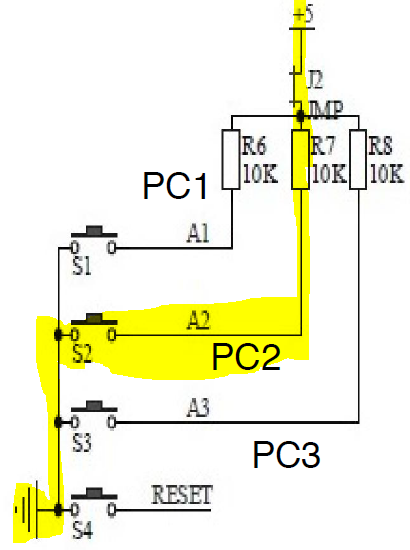 +5
J2
JMP
R6 R7 R8
10K 10K 10K
PC1
A1
S1
A2
S2
PC2
A3
S3
PC3
RESET
S4